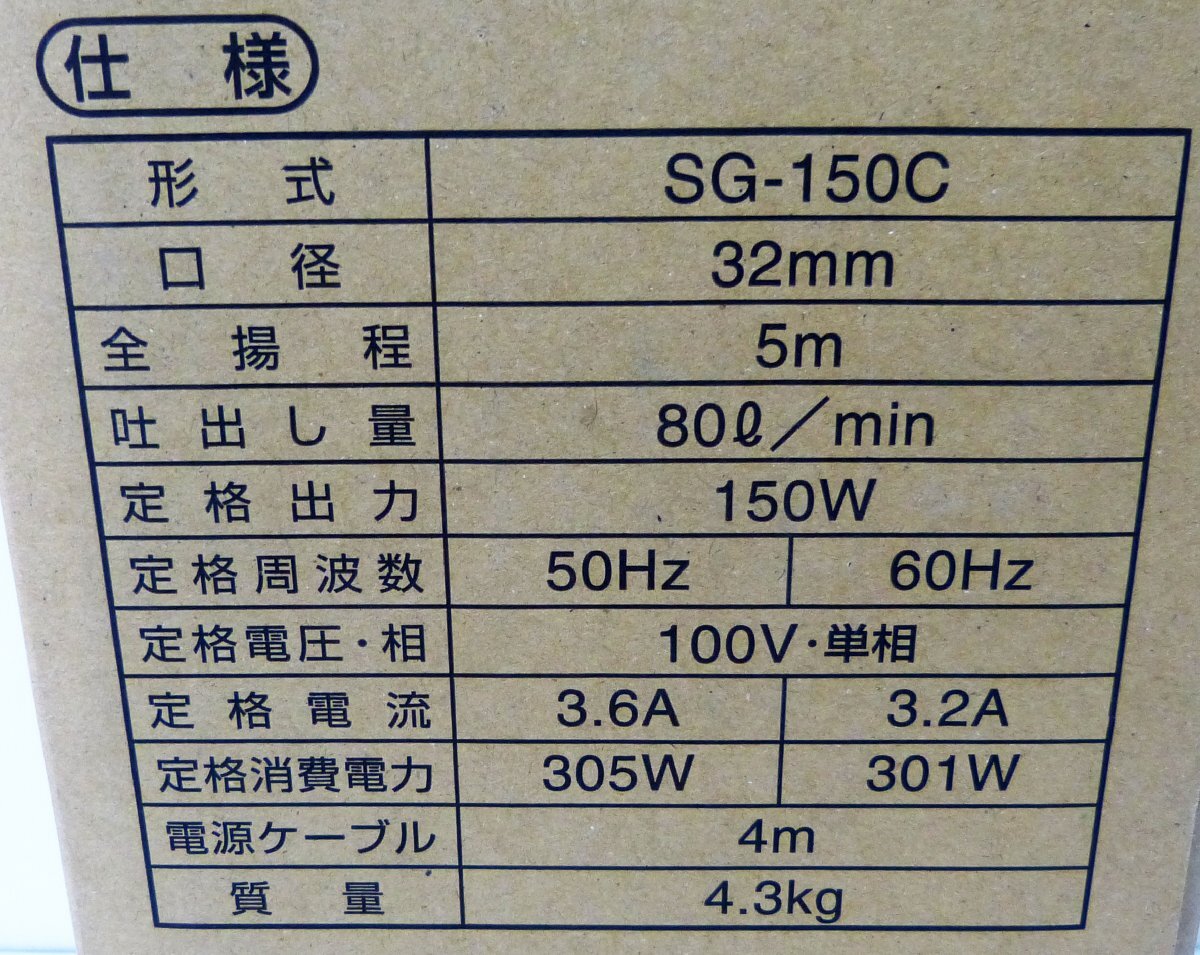 仕様
形式 SG-150C
口径 32mm
全揚程 5m
吐出し量 80ℓ／min
定格出力 150W
定格周波数 50Hz 60Hz
定格電圧・相 100V・単相
定格電流 3.6A 3.2A
定格消費電力 305W 301W
電源ケーブル 4m
質量 4.3kg